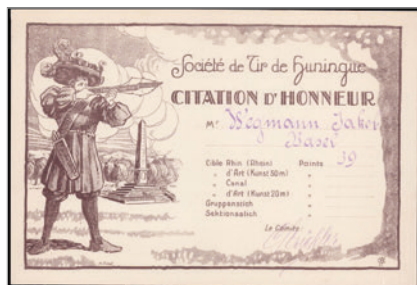 Société de Tir de Huningue
CITATION D'HONNEUR
Mr Wegmann Jakob
Basel
Cible Rhin (Rhein) Points 39
„ d'Art (Kunst 50m) „
„ Canal „
„ d'Art (Kunst 20m) „
Gruppenstich „
Sektionsstich „
Le Comité: